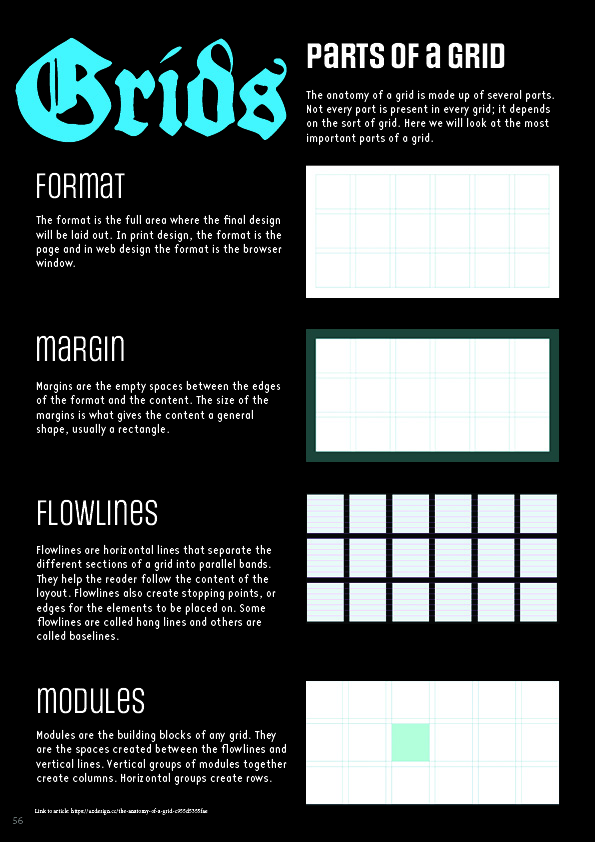 Grids
PARTS OF a GRID
The anatomy of a grid is made up of several parts.
Not every part is present in every grid; it depends
on the sort of grid. Here we will look at the most
important parts of a grid.
FORMaT
The format is the full area where the final design
will be laid out. In print design, the format is the
page and in web design the format is the browser
window.
maRGIn
Margins are the empty spaces between the edges
of the format and the content. The size of the
margins is what gives the content a general
shape, usually a rectangle.
FLOWLInes
Flowlines are horizontal lines that separate the
different sections of a grid into parallel bands.
They help the reader follow the content of the
layout. Flowlines also create stopping points, or
edges for the elements to be placed on. Some
flowlines are called hang lines and others are
called baselines.
mODULes
Modules are the building blocks of any grid. They
are the spaces created between the flowlines and
vertical lines. Vertical groups of modules together
create columns. Horizontal groups create rows.
Link to article: https://uxdesign.cc/the-anatomy-of-a-grid-c955d5355fae
56